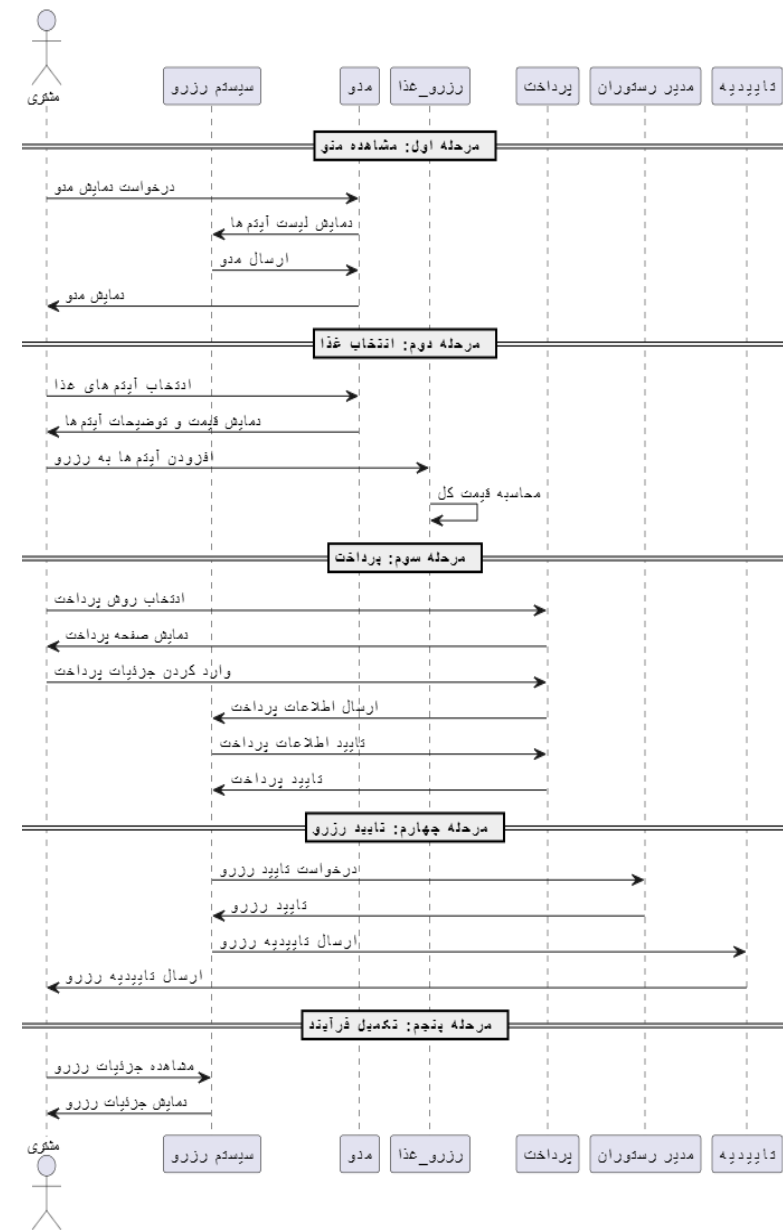 مشتری
سیستم رزرو
منو
رزرو_غذا
پرداخت
مدیر رستوران
تاییدیه
مرحله اول: مشاهده منو
درخواست نمایش منو
نمایش لیست آیتم ها
ارسال منو
نمایش منو
مرحله دوم: انتخاب غذا
انتخاب آیتم های غذا
نمایش قیمت و توضیحات آیتم ها
افزودن آیتم ها به رزرو
محاسبه قیمت کل
مرحله سوم: پرداخت
انتخاب روش پرداخت
نمایش صفحه پرداخت
وارد کردن جزئیات پرداخت
ارسال اطلاعات پرداخت
تایید اطلاعات پرداخت
تایید پرداخت
مرحله چهارم: تایید رزرو
درخواست تایید رزرو
تایید رزرو
ارسال تاییدیه رزرو
ارسال تاییدیه رزرو
مرحله پنجم: تکمیل فرآیند
مشاهده جزئیات رزرو
نمایش جزئیات رزرو
مشتری
سیستم رزرو
منو
رزرو_غذا
پرداخت
مدیر رستوران
تاییدیه